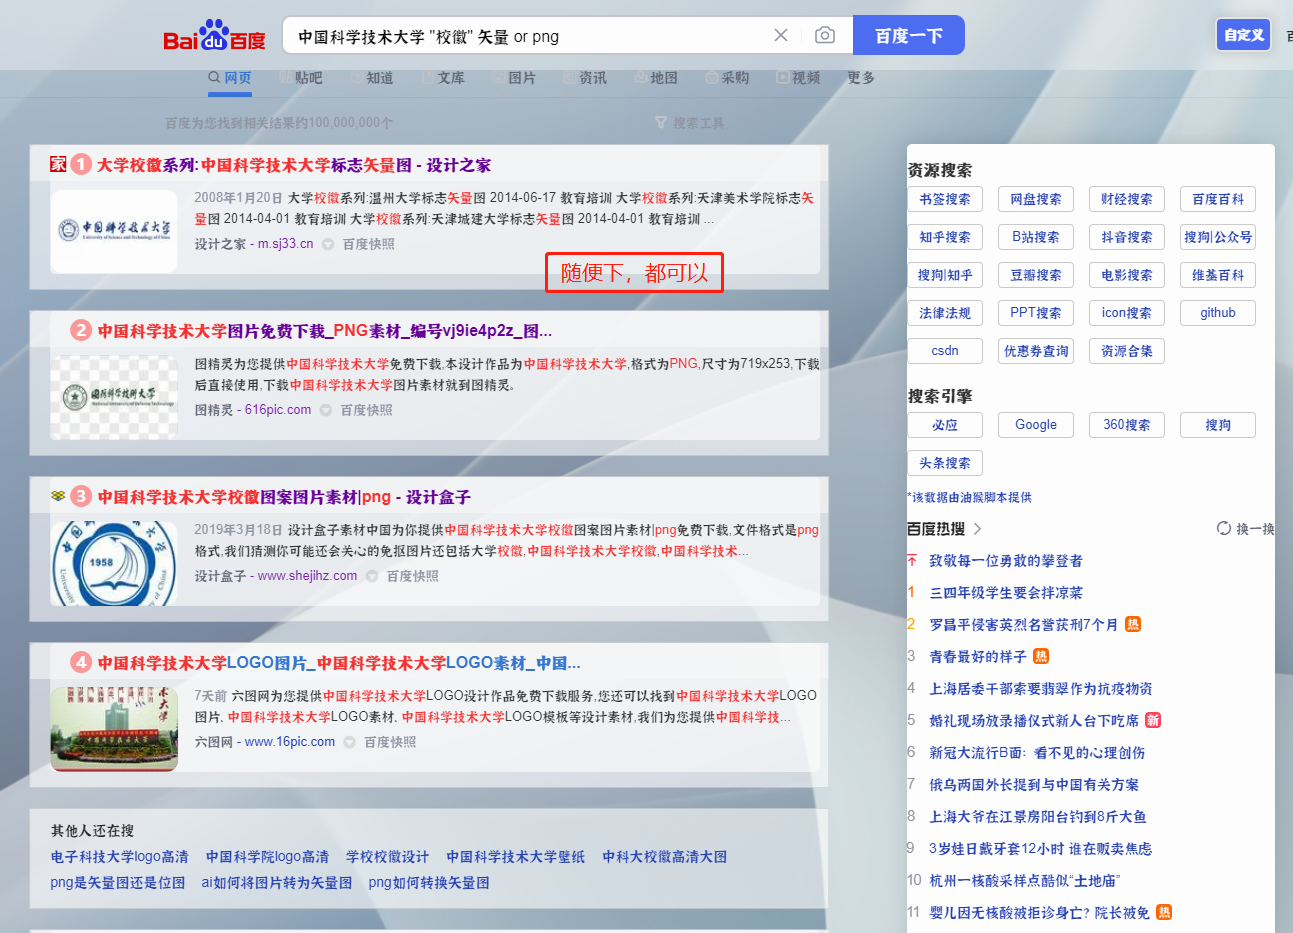 Bai du 百度
中国科学技术大学 "校徽" 矢量 or png
百度一下
自定义
网页 贴吧 知道 文库 图片 资讯 地图 采购 视频 更多
百度为您找到相关结果约100,000,000个
搜索工具
家 1 大学校徽系列:中国科学技术大学标志矢量图 - 设计之家
中国科学技术大学
University of Science and Technology of China
2008年1月20日 大学校徽系列:温州大学标志矢量图 2014-06-17 教育培训 大学校徽系列:天津美术学院标志矢
量图 2014-04-01 教育培训 大学校徽系列:天津城建大学标志矢量图 2014-04-01 教育培训 ...
设计之家 - m.sj33.cn 百度快照
随便下，都可以
2 中国科学技术大学图片免费下载_PNG素材_编号vj9ie4p2z_图...
国防科学技术大学
National University of Defense Technology
图精灵为您提供中国科学技术大学免费下载,本设计作品为中国科学技术大学,格式为PNG,尺寸为719x253,下载
后直接使用,下载中国科学技术大学图片素材就到图精灵。
图精灵 - 616pic.com 百度快照
3 中国科学技术大学校徽图案图片素材|png - 设计盒子
1958
2019年3月18日 设计盒子素材中国为你提供中国科学技术大学校徽图案图片素材|png免费下载,文件格式是png
格式,我们猜测你可能还会关心的免抠图片还包括大学校徽,中国科学技术大学校徽,中国科学技术...
设计盒子 - www.shejihz.com 百度快照
4 中国科学技术大学LOGO图片_中国科学技术大学LOGO素材_中国...
中国科学技术大学
7天前 六图网为您提供中国科学技术大学LOGO设计作品免费下载服务,您还可以找到中国科学技术大学LOGO
图片, 中国科学技术大学LOGO素材, 中国科学技术大学LOGO模板等设计素材,我们为您提供中国科学技...
六图网 - www.16pic.com 百度快照
其他人还在搜
电子科技大学logo高清 中国科学院logo高清 学校校徽设计 中国科学技术大学壁纸 中科大校徽高清大图
png是矢量图还是位图 ai如何将图片转为矢量图 png如何转换矢量图
资源搜索
书签搜索 网盘搜索 财经搜索 百度百科
知乎搜索 B站搜索 抖音搜索 搜狗|公众号
搜狗|知乎 豆瓣搜索 电影搜索 维基百科
法律法规 PPT搜索 icon搜索 github
csdn 优惠券查询 资源合集
搜索引擎
必应 Google 360搜索 搜狗
头条搜索
*该数据由油猴脚本提供
百度热搜 换一换
致敬每一位勇敢的攀登者
1 三四年级学生要会拌凉菜
2 罗昌平侵害英烈名誉获刑7个月 热
3 青春最好的样子 热
4 上海居委干部索要翡翠作为抗疫物资
5 婚礼现场放录播仪式新人台下吃席 新
6 新冠大流行B面：看不见的心理创伤
7 俄乌两国外长提到与中国有关方案
8 上海大爷在江景房阳台钓到8斤大鱼
9 3岁娃日戴牙套12小时 谁在贩卖焦虑
10 杭州一核酸采样点酷似“土地庙”
11 婴儿因无核酸被拒诊身亡？院长被免 热